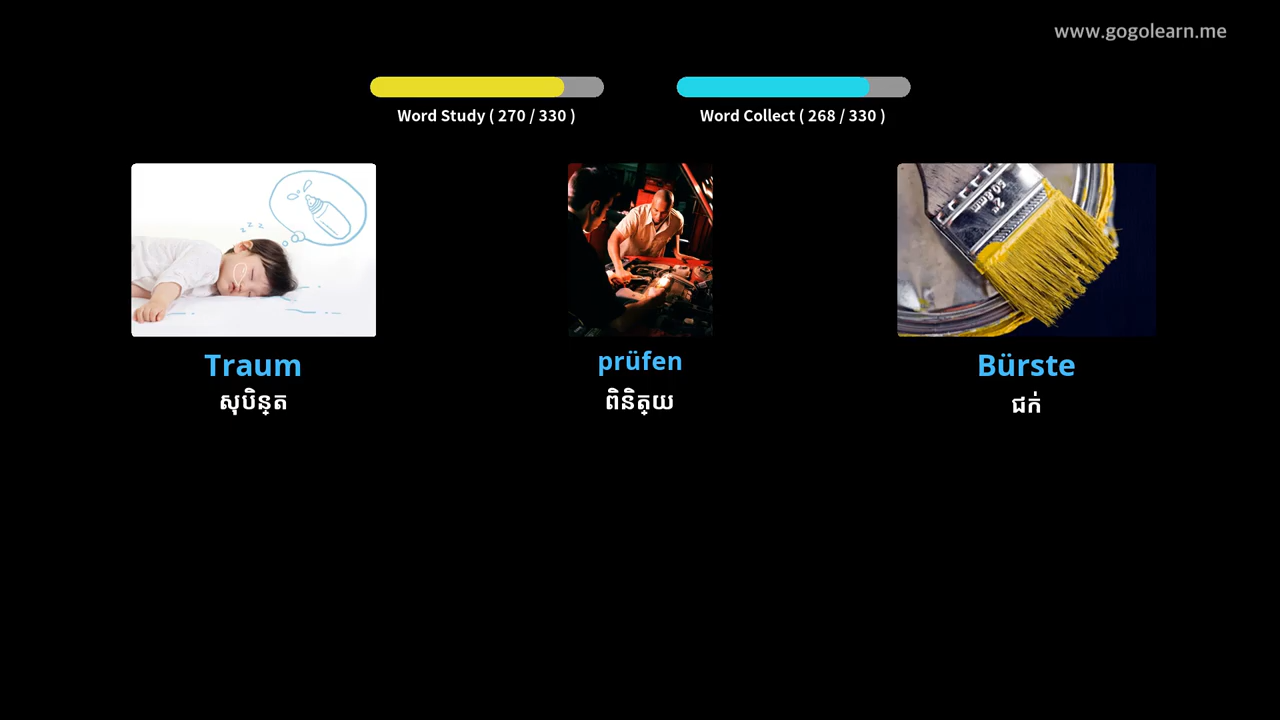 www.gogolearn.me
Word Study ( 270 / 330 )
Word Collect ( 268 / 330 )
Traum
prüfen
Bürste
សុបិន្ត
ពិនិត្យ
ជក់